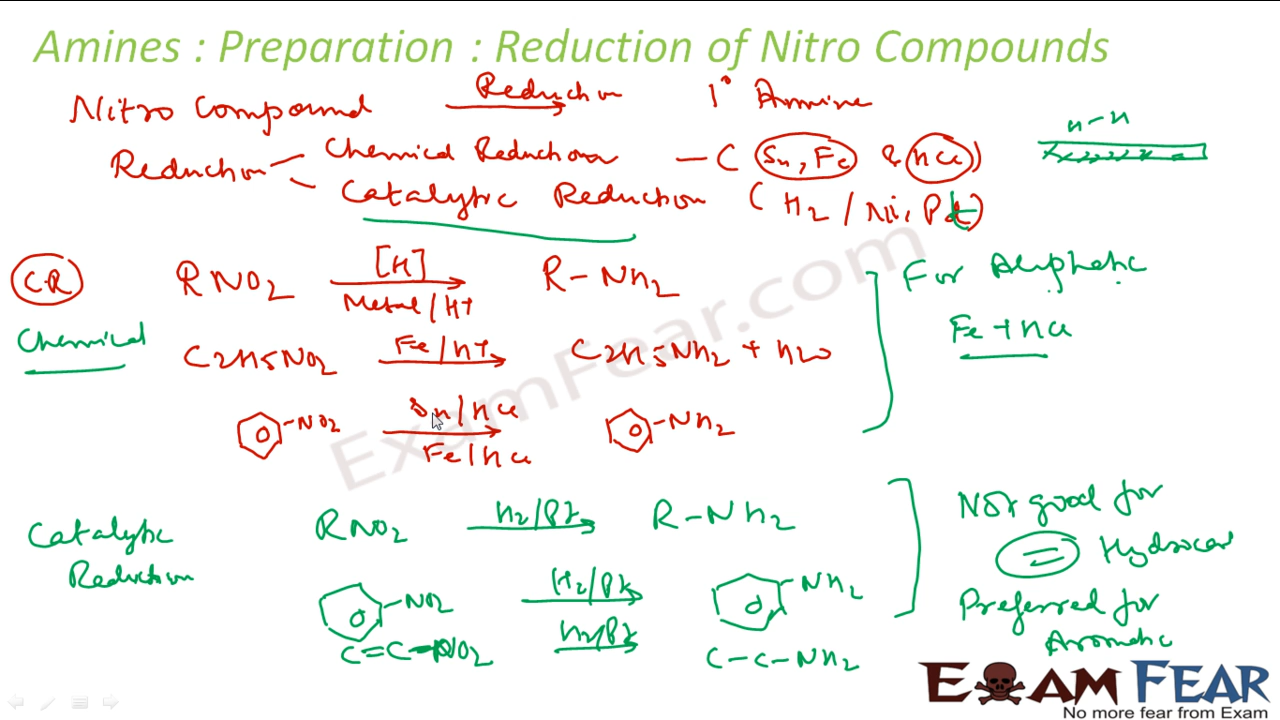 Amines : Preparation : Reduction of Nitro Compounds
Nitro Compound Reduction 1° Amine
H-H
Reduction Chemical Reduction - ( Sn, Fe & HCl )
Catalytic Reduction ( H2 / Ni, Pt )
C.R RNO2 [H] Metal / H+ R-NH2
For Aliphatic
Chemical C2H5NO2 Fe / H+ C2H5NH2 + H2O
Fe + HCl
-NO2 Sn / HCl -NH2
Fe / HCl
Catalytic Reduction
RNO2 H2/Pt R-NH2
Not good for
= Hydrocar
-NO2 H2/Pt -NH2
Preferred for Aromatic
C=C-NO2 H2/Pt C-C-NH2
ExamFear.com
EXAM FEAR
No more fear from Exam